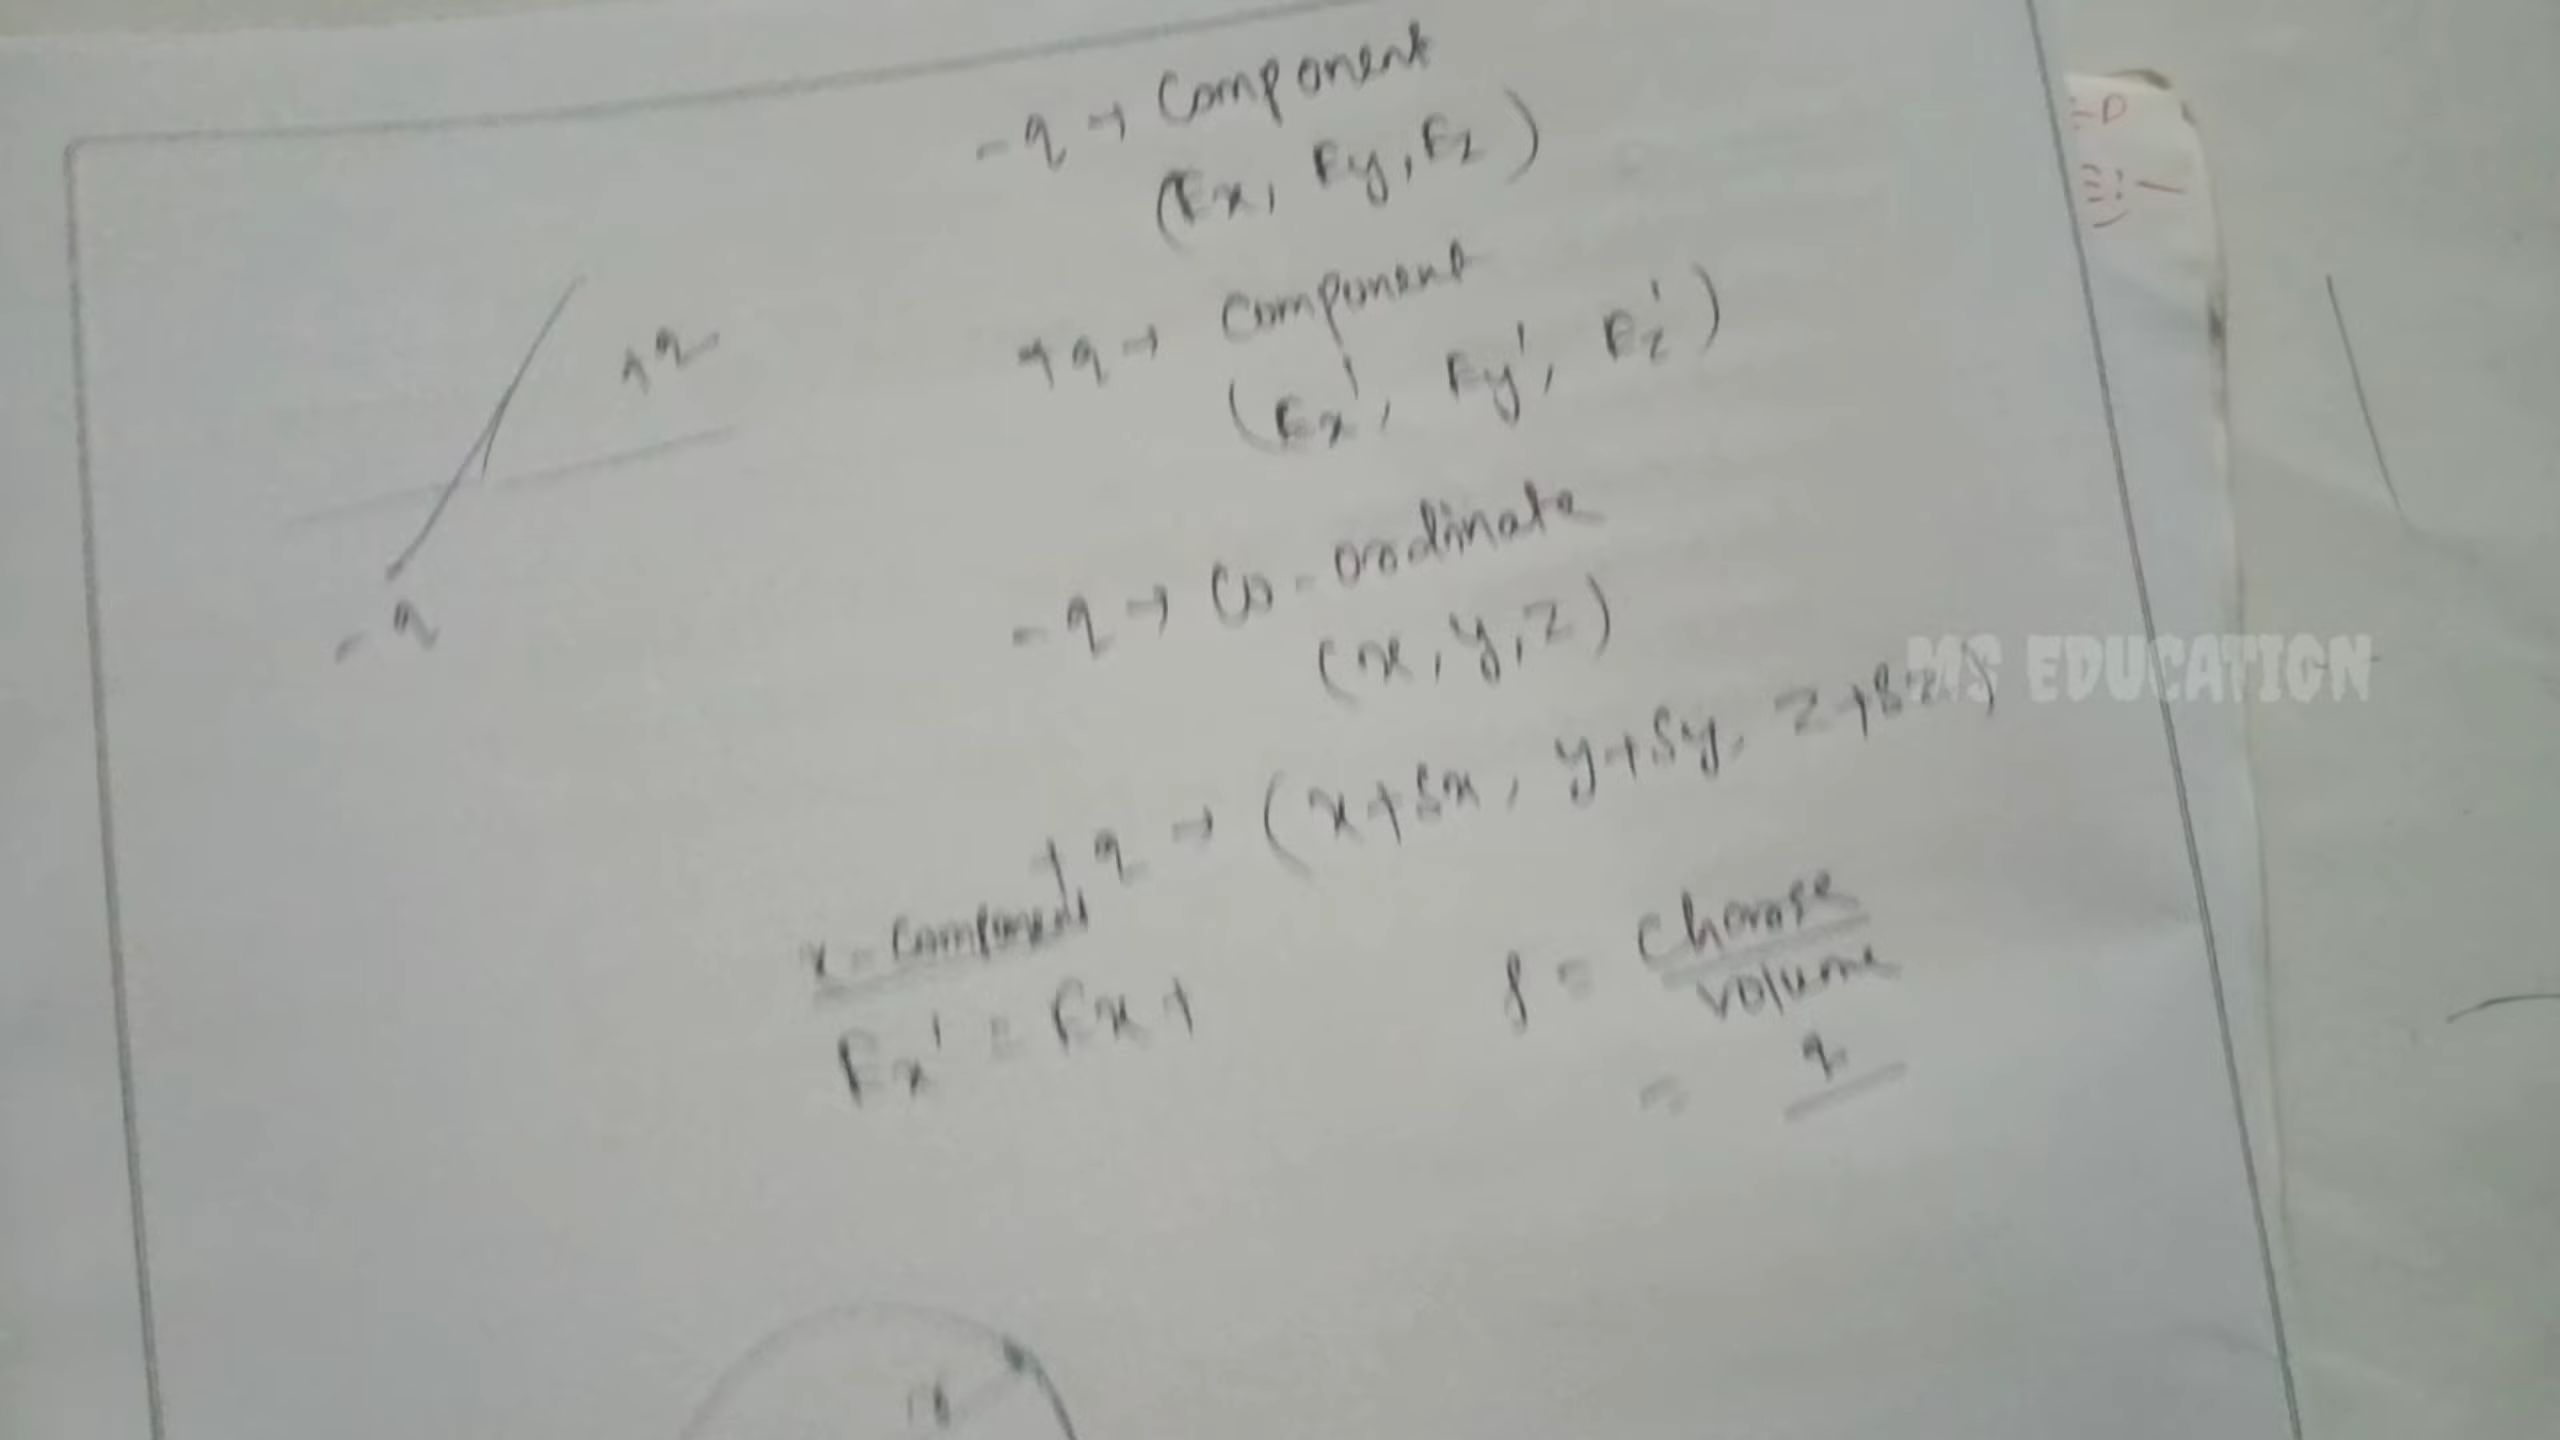 -q → Component
(Ex, Ey, Ez)
+q
+q → Component
(Ex', Ey', Ez')
-q
-q → Co-ordinate
(x, y, z)
MS EDUCATION
+q → (x+δx, y+δy, z+δz)
x-component
Ex' = Ex +
ρ = Charge
volume
= q